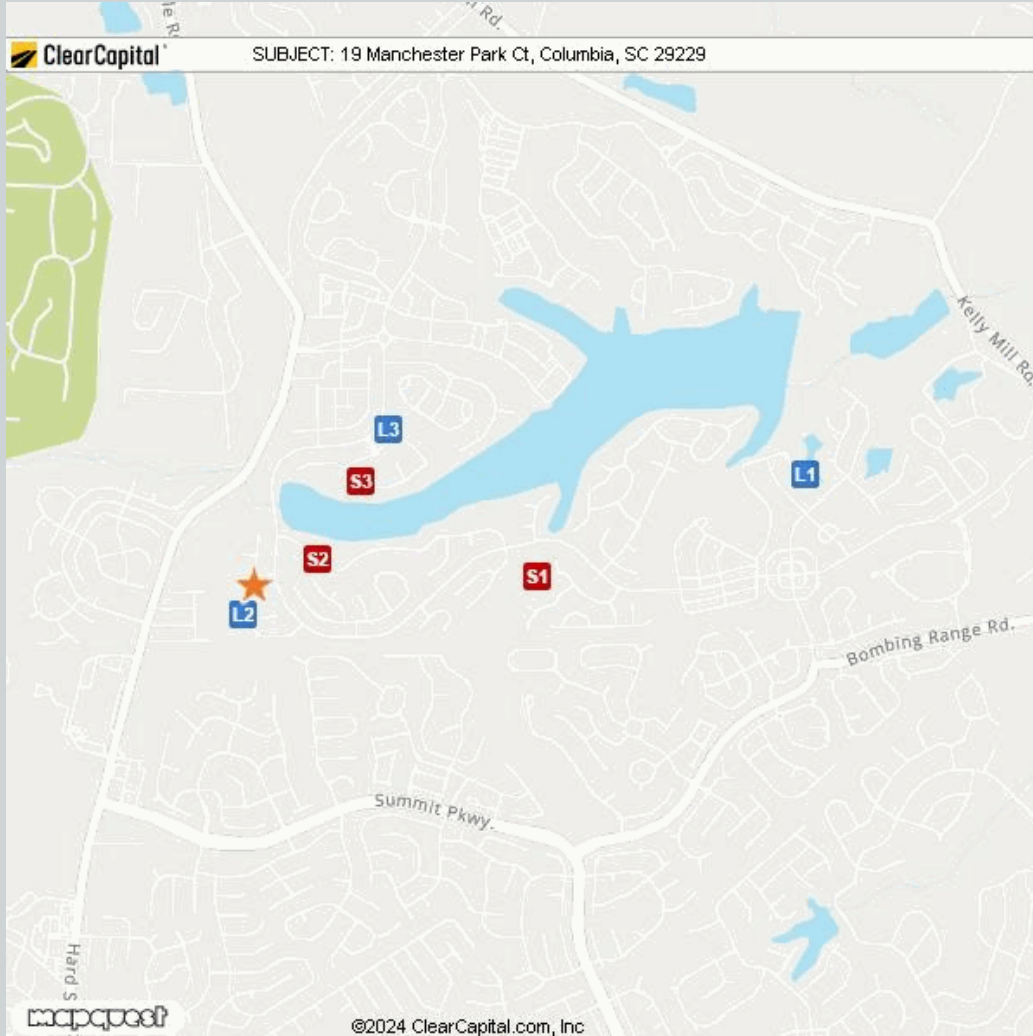 Rd.
ClearCapital
SUBJECT: 19 Manchester Park Ct, Columbia, SC 29229
Kelly Mill Rd.
L3
S3
L1
S2
S1
L2
Bombing Range Rd.
Summit Pkwy.
Hard S
mapquest
©2024 ClearCapital.com, Inc